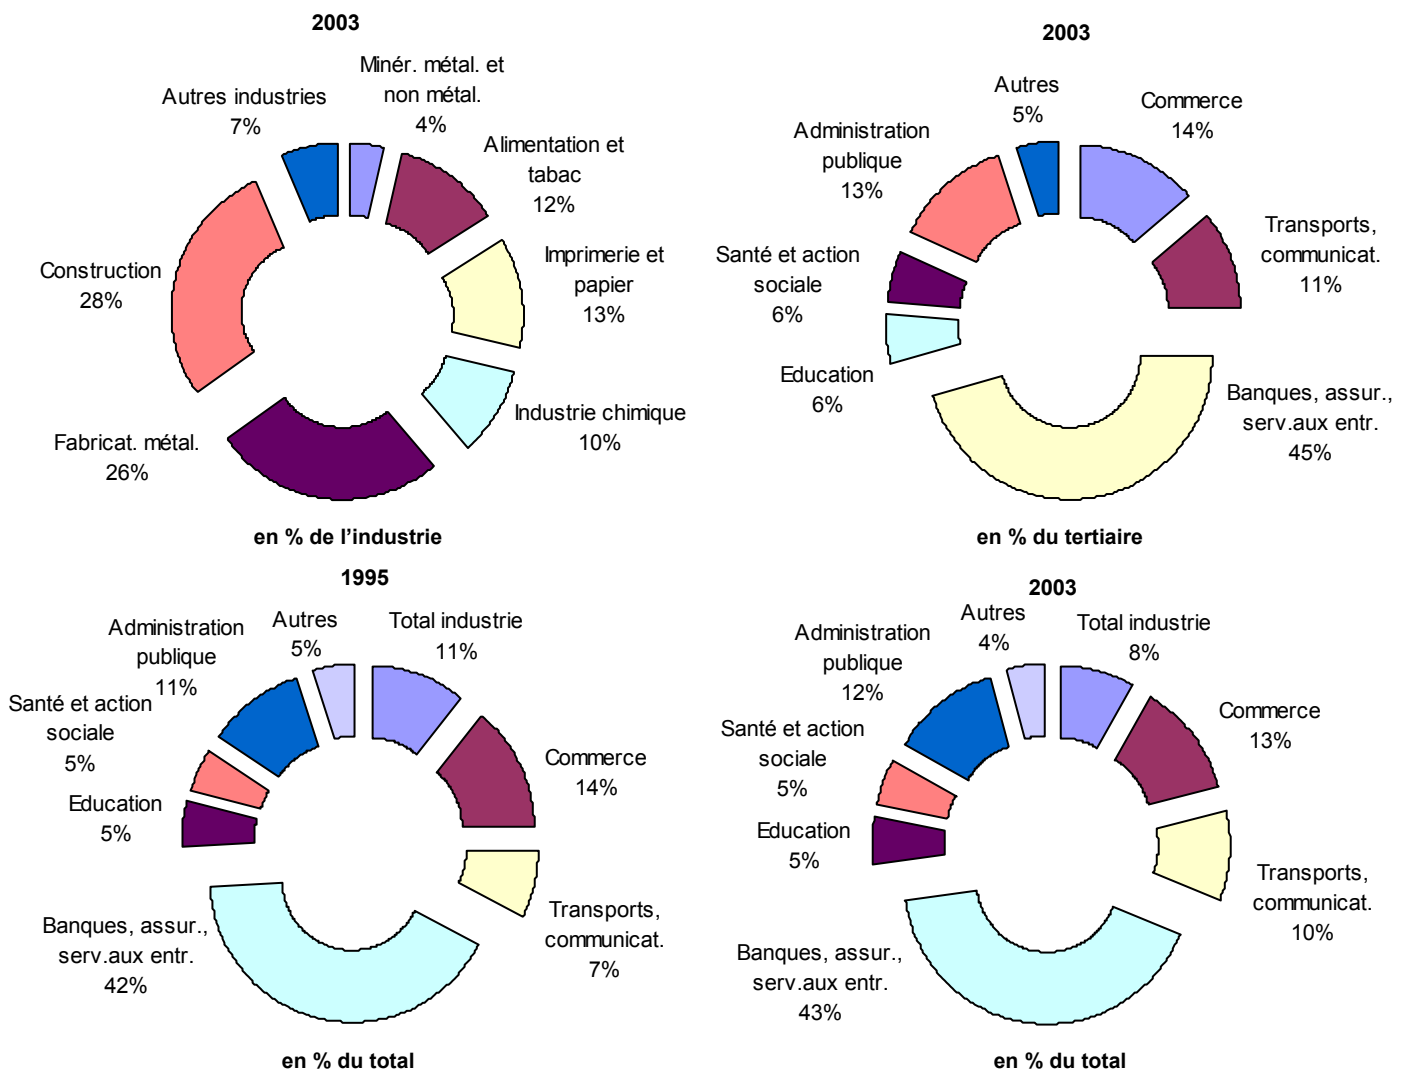 2003
Minér. métal. et
non métal.
4%
Autres industries
7%
Alimentation et
tabac
12%
Imprimerie et
papier
13%
Construction
28%
Industrie chimique
10%
Fabricat. métal.
26%
en % de l’industrie
2003
Autres
5%
Commerce
14%
Administration
publique
13%
Transports,
communicat.
11%
Santé et action
sociale
6%
Education
6%
Banques, assur.,
serv.aux entr.
45%
en % du tertiaire
1995
Autres
5%
Total industrie
11%
Administration
publique
11%
Santé et action
sociale
5%
Commerce
14%
Education
5%
Transports,
communicat.
7%
Banques, assur.,
serv.aux entr.
42%
en % du total
2003
Autres
4%
Total industrie
8%
Administration
publique
12%
Commerce
13%
Santé et action
sociale
5%
Education
5%
Transports,
communicat.
10%
Banques, assur.,
serv.aux entr.
43%
en % du total